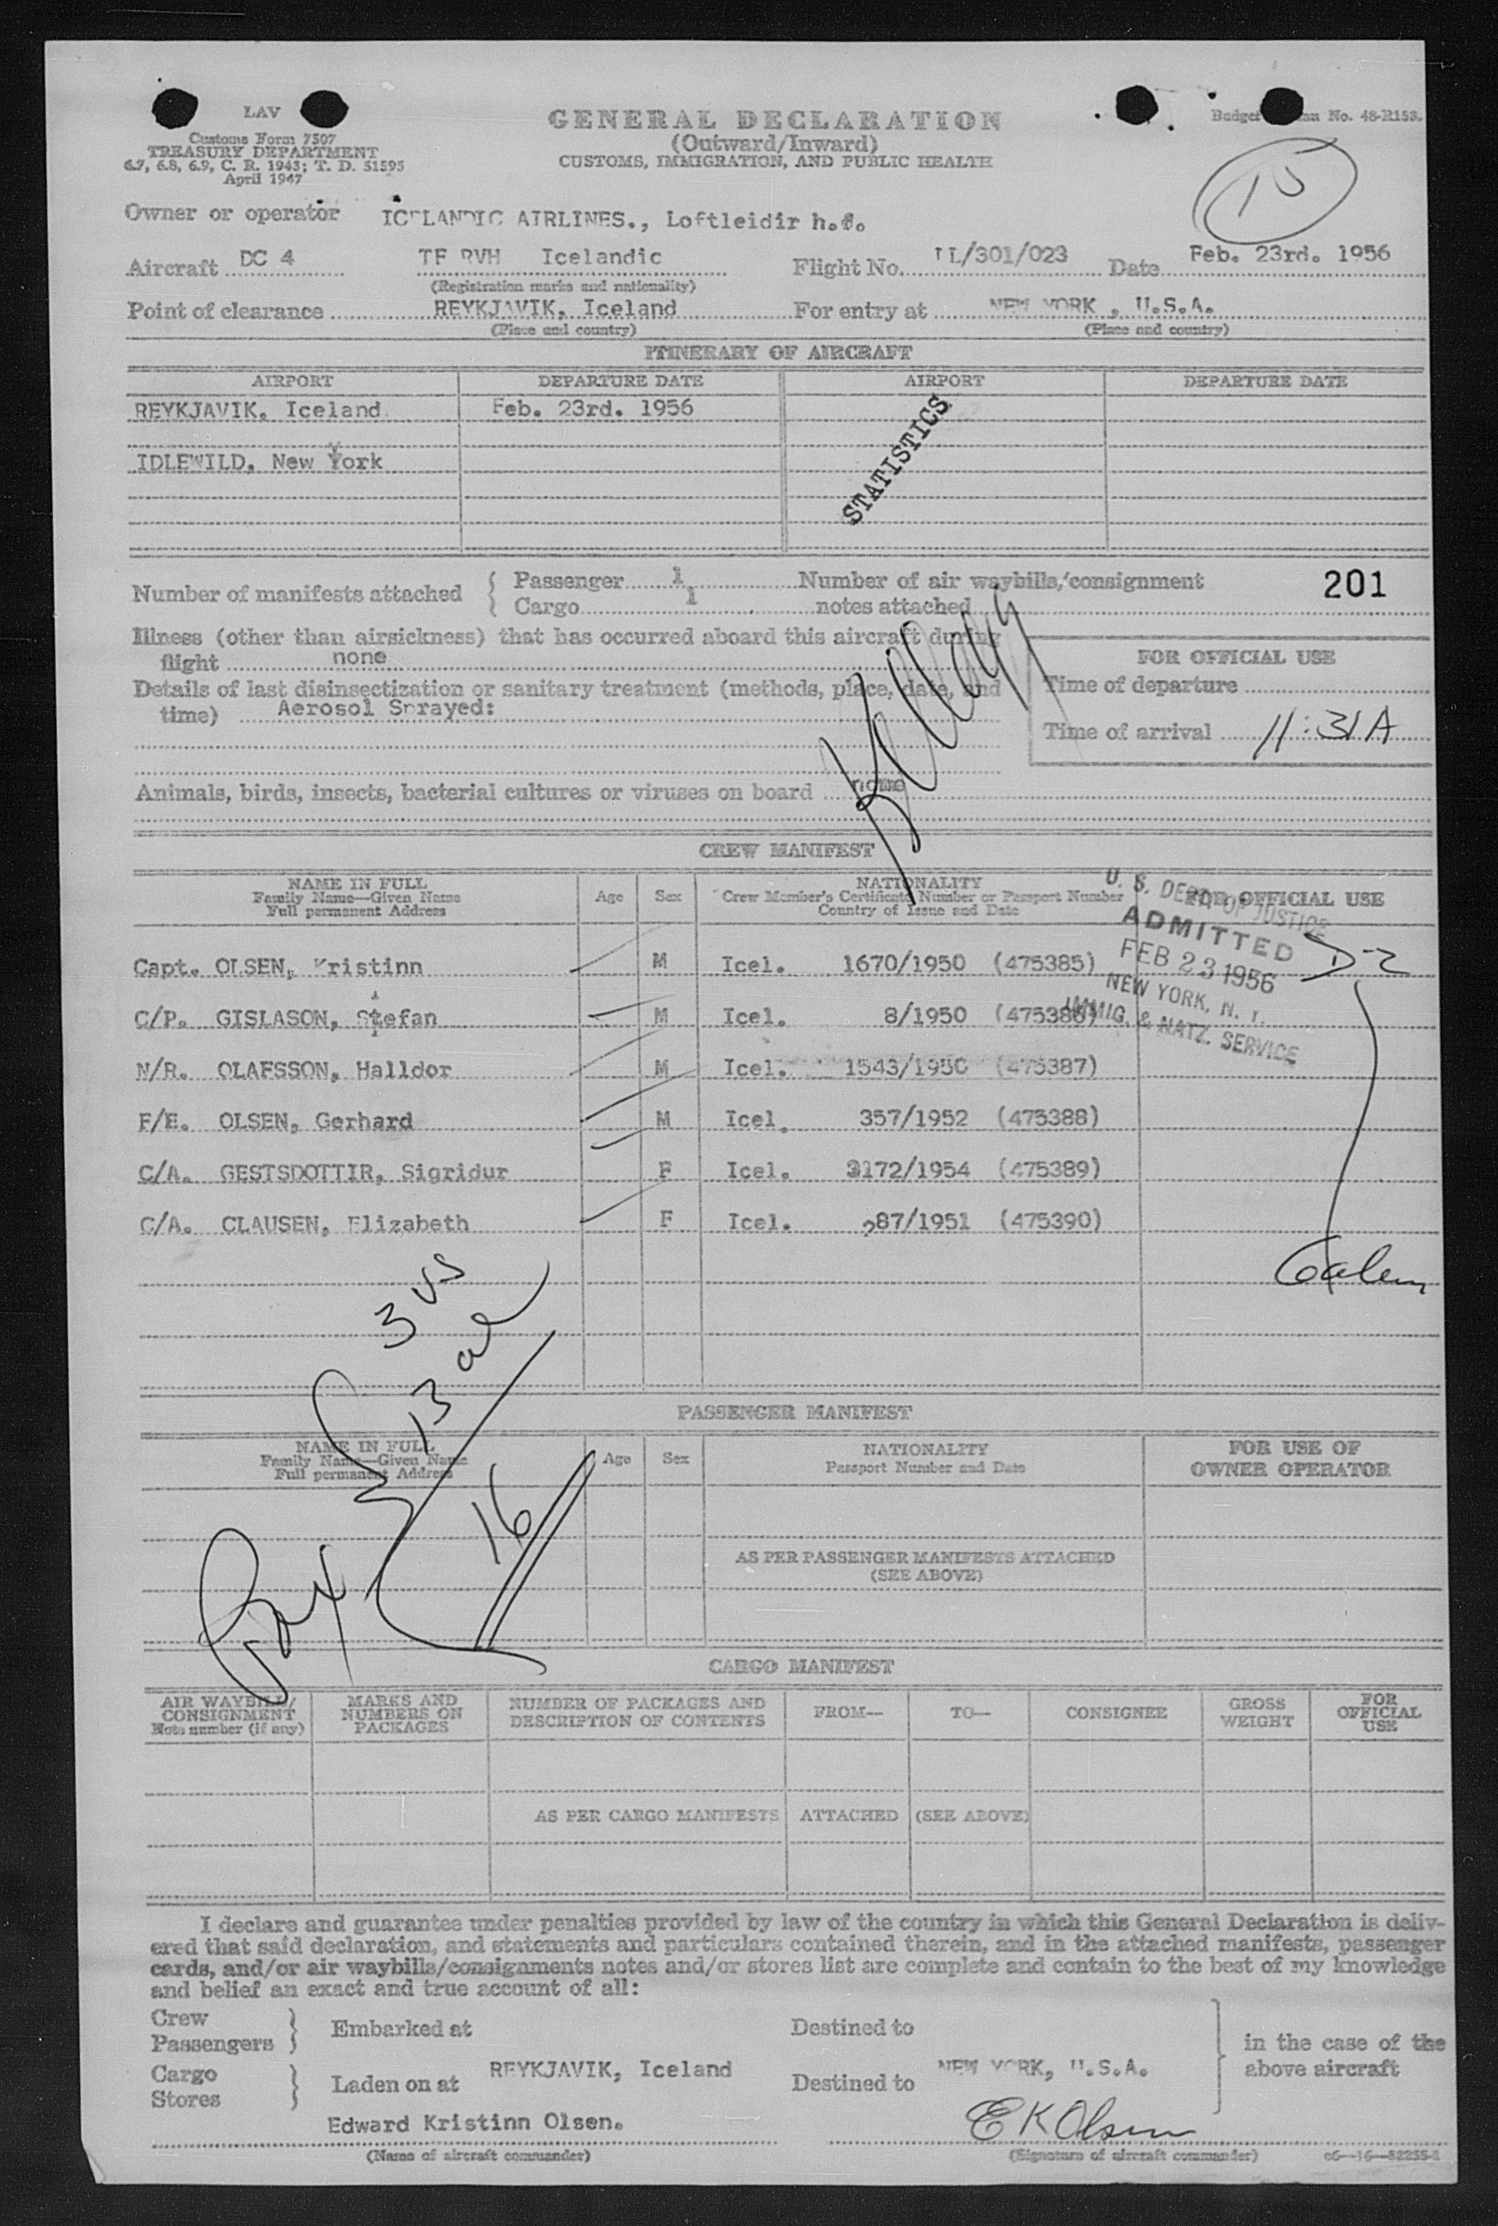 LAV
Customs Form 7507
TREASURY DEPARTMENT
6.7, 6.8, 6.9, C. R. 1943; T. D. 51595
April 1947
GENERAL DECLARATION
(Outward/Inward)
CUSTOMS, IMMIGRATION, AND PUBLIC HEALTH
Budget No. 48-R153.
15
Owner or operator ICELANDIC AIRLINES., Loftleidir h.f.
Aircraft DC 4 TF RVH Icelandic Flight No. LL/301/023 Date Feb. 23rd. 1956
(Registration marks and nationality)
Point of clearance REYKJAVIK, Iceland For entry at NEW YORK , U.S.A.
(Place and country) (Place and country)
ITINERARY OF AIRCRAFT
AIRPORT DEPARTURE DATE AIRPORT DEPARTURE DATE
REYKJAVIK, Iceland Feb. 23rd. 1956
IDLEWILD, New York
STATISTICS
Number of manifests attached { Passenger 1 Number of air waybills/consignment 201
Cargo 1 notes attached
Illness (other than airsickness) that has occurred aboard this aircraft during
flight none
Details of last disinsectization or sanitary treatment (methods, place, date, and
time) Aerosol Sprayed:
FOR OFFICIAL USE
Time of departure
Time of arrival 11:31A
Kellogg
Animals, birds, insects, bacterial cultures or viruses on board none
CREW MANIFEST
NAME IN FULL
Family Name—Given Name
Full permanent Address
Age Sex
NATIONALITY
Crew Member's Certificate Number or Passport Number
Country of Issue and Date
FOR OFFICIAL USE
U. S. DEPT. OF JUSTICE
ADMITTED
FEB 23 1956
NEW YORK, N. Y.
IMMIG. & NATZ. SERVICE
D-2
Capt. OLSEN, Kristinn M Icel. 1670/1950 (475385)
C/P. GISLASON, Stefan M Icel. 8/1950 (475386)
N/R. OLAFSSON, Halldor M Icel. 1543/1950 (475387)
F/E. OLSEN, Gerhard M Icel. 357/1952 (475388)
C/A. GESTSDOTTIR, Sigridur F Icel. 3172/1954 (475389)
C/A. CLAUSEN, Elizabeth F Icel. 287/1951 (475390)
3 US
13 al
16
Pax
PASSENGER MANIFEST
NAME IN FULL
Family Name—Given Name
Full permanent Address
Age Sex
NATIONALITY
Passport Number and Date
FOR USE OF
OWNER OPERATOR
AS PER PASSENGER MANIFESTS ATTACHED
(SEE ABOVE)
CARGO MANIFEST
AIR WAYBILL/
CONSIGNMENT
Note number (if any)
MARKS AND
NUMBERS ON
PACKAGES
NUMBER OF PACKAGES AND
DESCRIPTION OF CONTENTS
FROM—
TO—
CONSIGNEE
GROSS
WEIGHT
FOR
OFFICIAL
USE
AS PER CARGO MANIFESTS ATTACHED (SEE ABOVE)
I declare and guarantee under penalties provided by law of the country in which this General Declaration is deliv-
ered that said declaration, and statements and particulars contained therein, and in the attached manifests, passenger
cards, and/or air waybills/consignments notes and/or stores list are complete and contain to the best of my knowledge
and belief an exact and true account of all:
Crew
Passengers } Embarked at Destined to
in the case of the
above aircraft
Cargo
Stores } Laden on at REYKJAVIK, Iceland Destined to NEW YORK, U.S.A.
Edward Kristinn Olsen. E K Olsen
(Name of aircraft commander) (Signature of aircraft commander) c6—16—52255-1